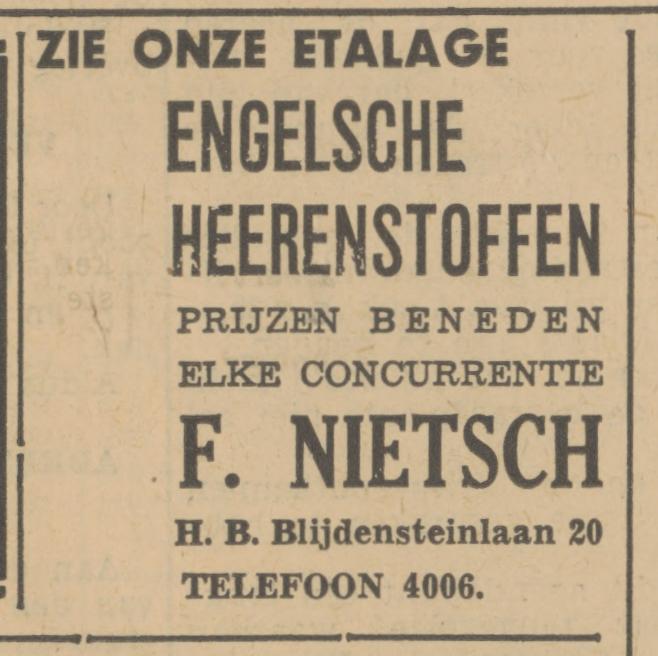 ZIE ONZE ETALAGE
ENGELSCHE
HEERENSTOFFEN
PRIJZEN BENEDEN
ELKE CONCURRENTIE
F. NIETSCH
H. B. Blijdensteinlaan 20
TELEFOON 4006.